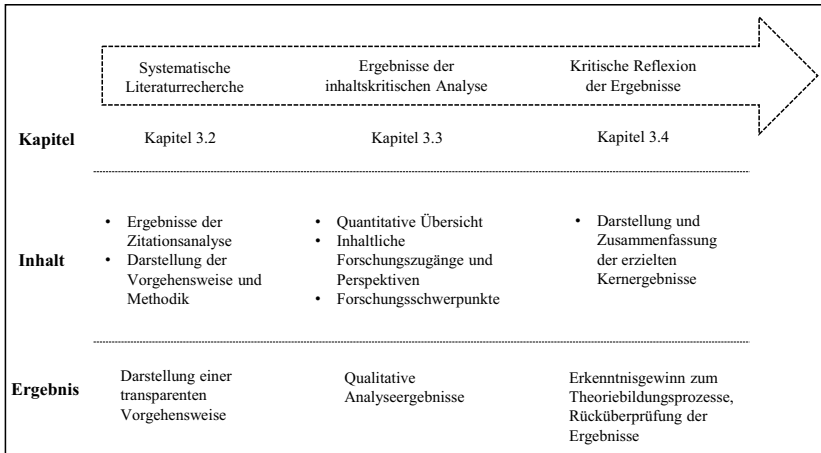 Systematische
Literaturrecherche
Ergebnisse der
inhaltskritischen Analyse
Kritische Reflexion
der Ergebnisse
Kapitel
Kapitel 3.2
Kapitel 3.3
Kapitel 3.4
Inhalt
• Ergebnisse der
Zitationsanalyse
• Darstellung der
Vorgehensweise und
Methodik
• Quantitative Übersicht
• Inhaltliche
Forschungszugänge und
Perspektiven
• Forschungsschwerpunkte
• Darstellung und
Zusammenfassung
der erzielten
Kernergebnisse
Ergebnis
Darstellung einer
transparenten
Vorgehensweise
Qualitative
Analyseergebnisse
Erkenntnisgewinn zum
Theoriebildungsprozesse,
Rücküberprüfung der
Ergebnisse